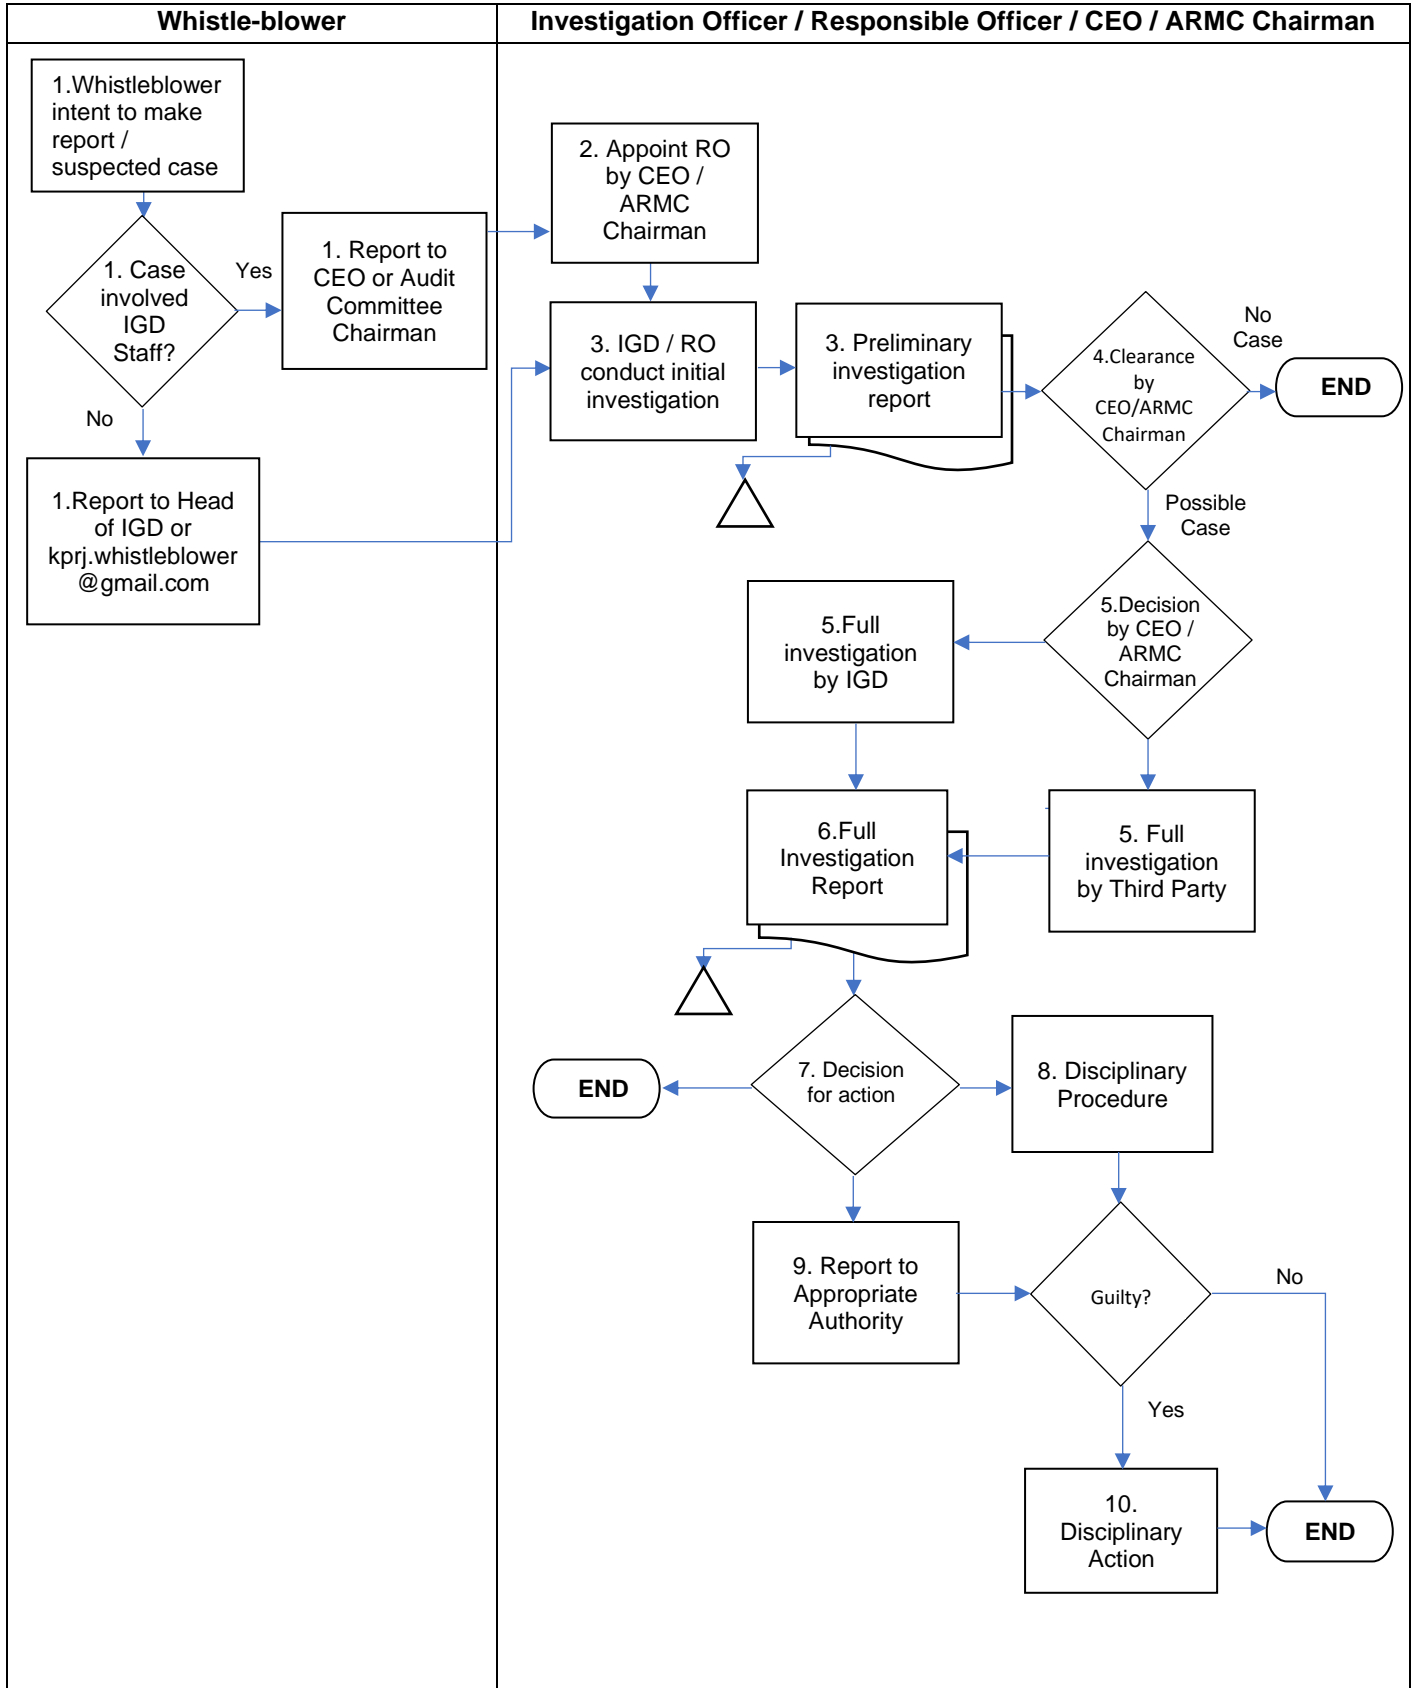 Whistle-blower
Investigation Officer / Responsible Officer / CEO / ARMC Chairman
1.Whistleblower
intent to make
report /
suspected case
1. Case
involved
IGD
Staff?
Yes
No
1. Report to
CEO or Audit
Committee
Chairman
1.Report to Head
of IGD or
kprj.whistleblower
@gmail.com
2. Appoint RO
by CEO /
ARMC
Chairman
3. IGD / RO
conduct initial
investigation
3. Preliminary
investigation
report
4.Clearance
by
CEO/ARMC
Chairman
No
Case
END
Possible
Case
5.Decision
by CEO /
ARMC
Chairman
5.Full
investigation
by IGD
5. Full
investigation
by Third Party
6.Full
Investigation
Report
7. Decision
for action
END
8. Disciplinary
Procedure
9. Report to
Appropriate
Authority
Guilty?
No
Yes
10.
Disciplinary
Action
END